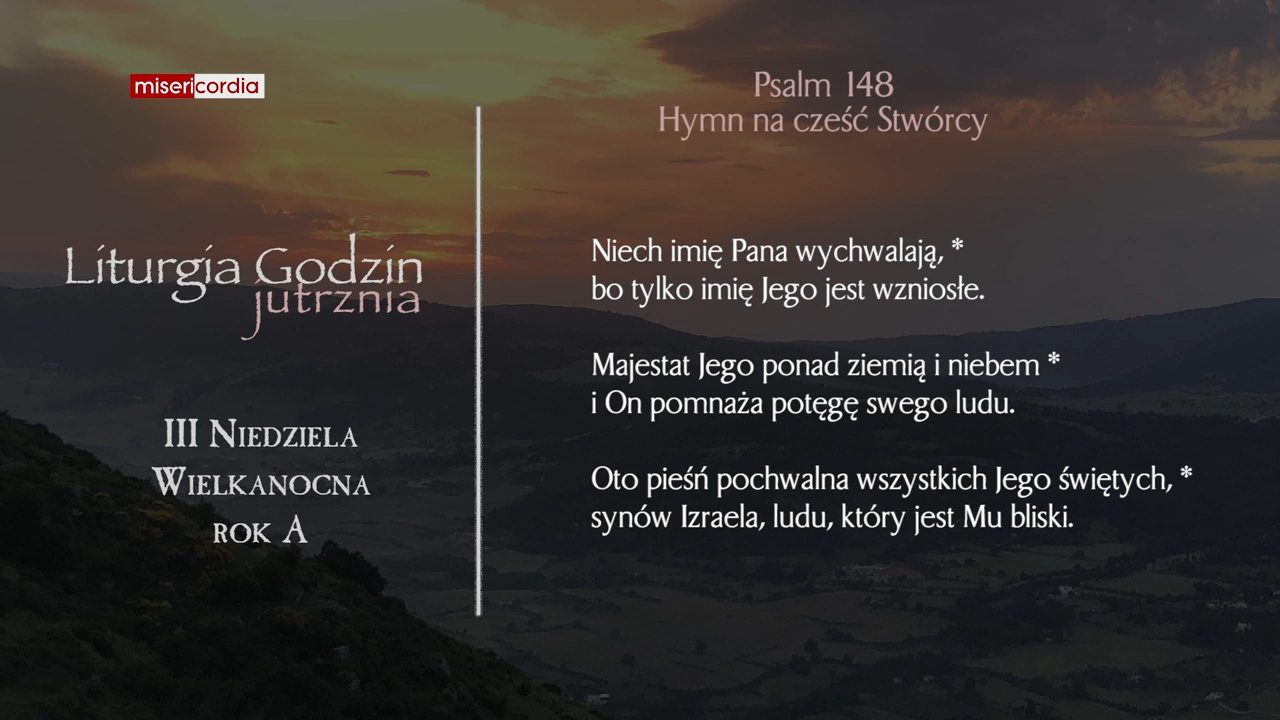 misericordia
Liturgia Godzin
jutrznia
III Niedziela
Wielkanocna
rok A
Psalm 148
Hymn na cześć Stwórcy
Niech imię Pana wychwalają, *
bo tylko imię Jego jest wzniosłe.
Majestat Jego ponad ziemią i niebem *
i On pomnaża potęgę swego ludu.
Oto pieśń pochwalna wszystkich Jego świętych, *
synów Izraela, ludu, który jest Mu bliski.